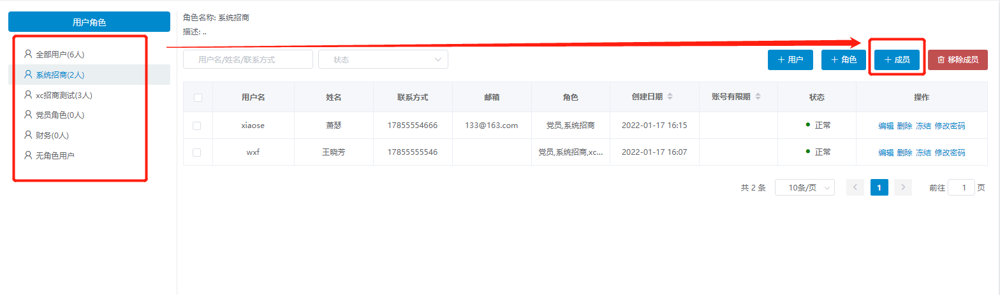 用户角色
全部用户(6人)
系统招商(2人)
xc招商测试(3人)
党员角色(0人)
财务(0人)
无角色用户
角色名称: 系统招商
描述: ..
用户名/姓名/联系方式 状态 + 用户 + 角色 + 成员 移除成员
用户名 姓名 联系方式 邮箱 角色 创建日期 账号有限期 状态 操作
xiaose 萧瑟 17855554666 133@163.com 党员,系统招商 2022-01-17 16:15 正常 编辑 删除 冻结 修改密码
wxf 王晓芳 17855555546 党员,系统招商,xc... 2022-01-17 16:07 正常 编辑 删除 冻结 修改密码
共 2 条 10条/页 1 前往 1 页